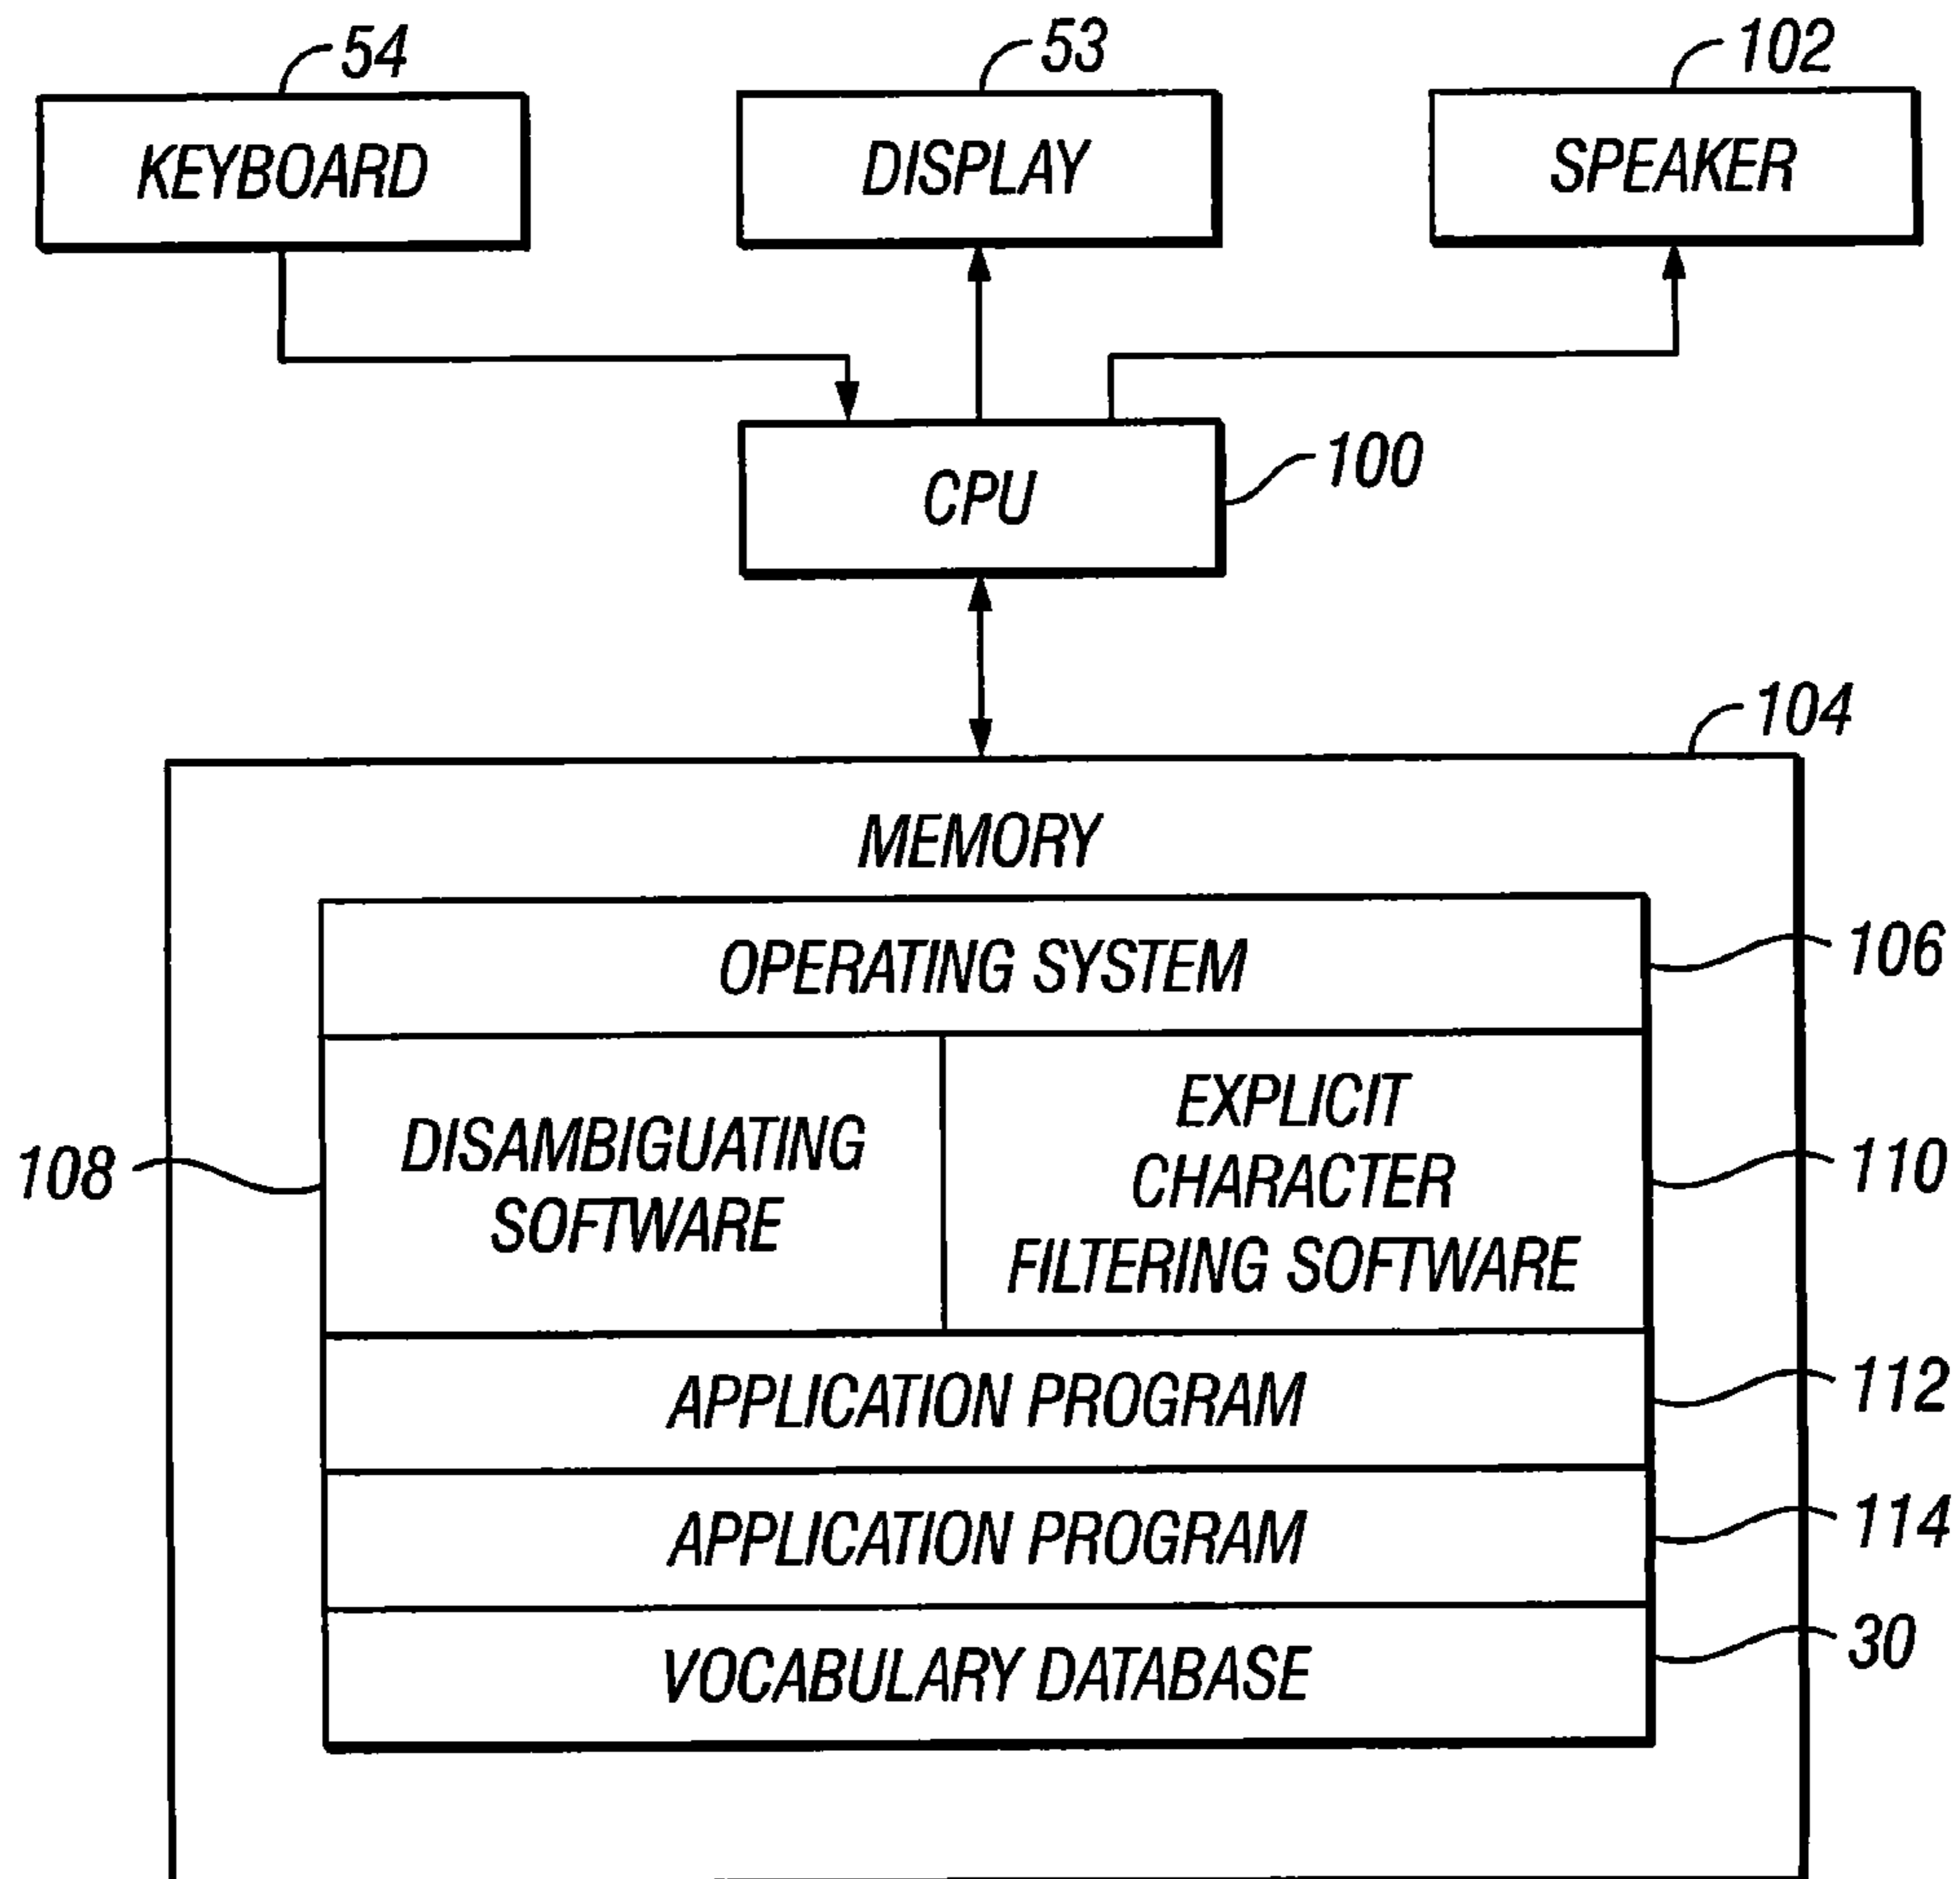 54
53
102
KEYBOARD
DISPLAY
SPEAKER
CPU
100
104
MEMORY
OPERATING SYSTEM
106
108
DISAMBIGUATING
SOFTWARE
EXPLICIT
CHARACTER
FILTERING SOFTWARE
110
APPLICATION PROGRAM
112
APPLICATION PROGRAM
114
VOCABULARY DATABASE
30